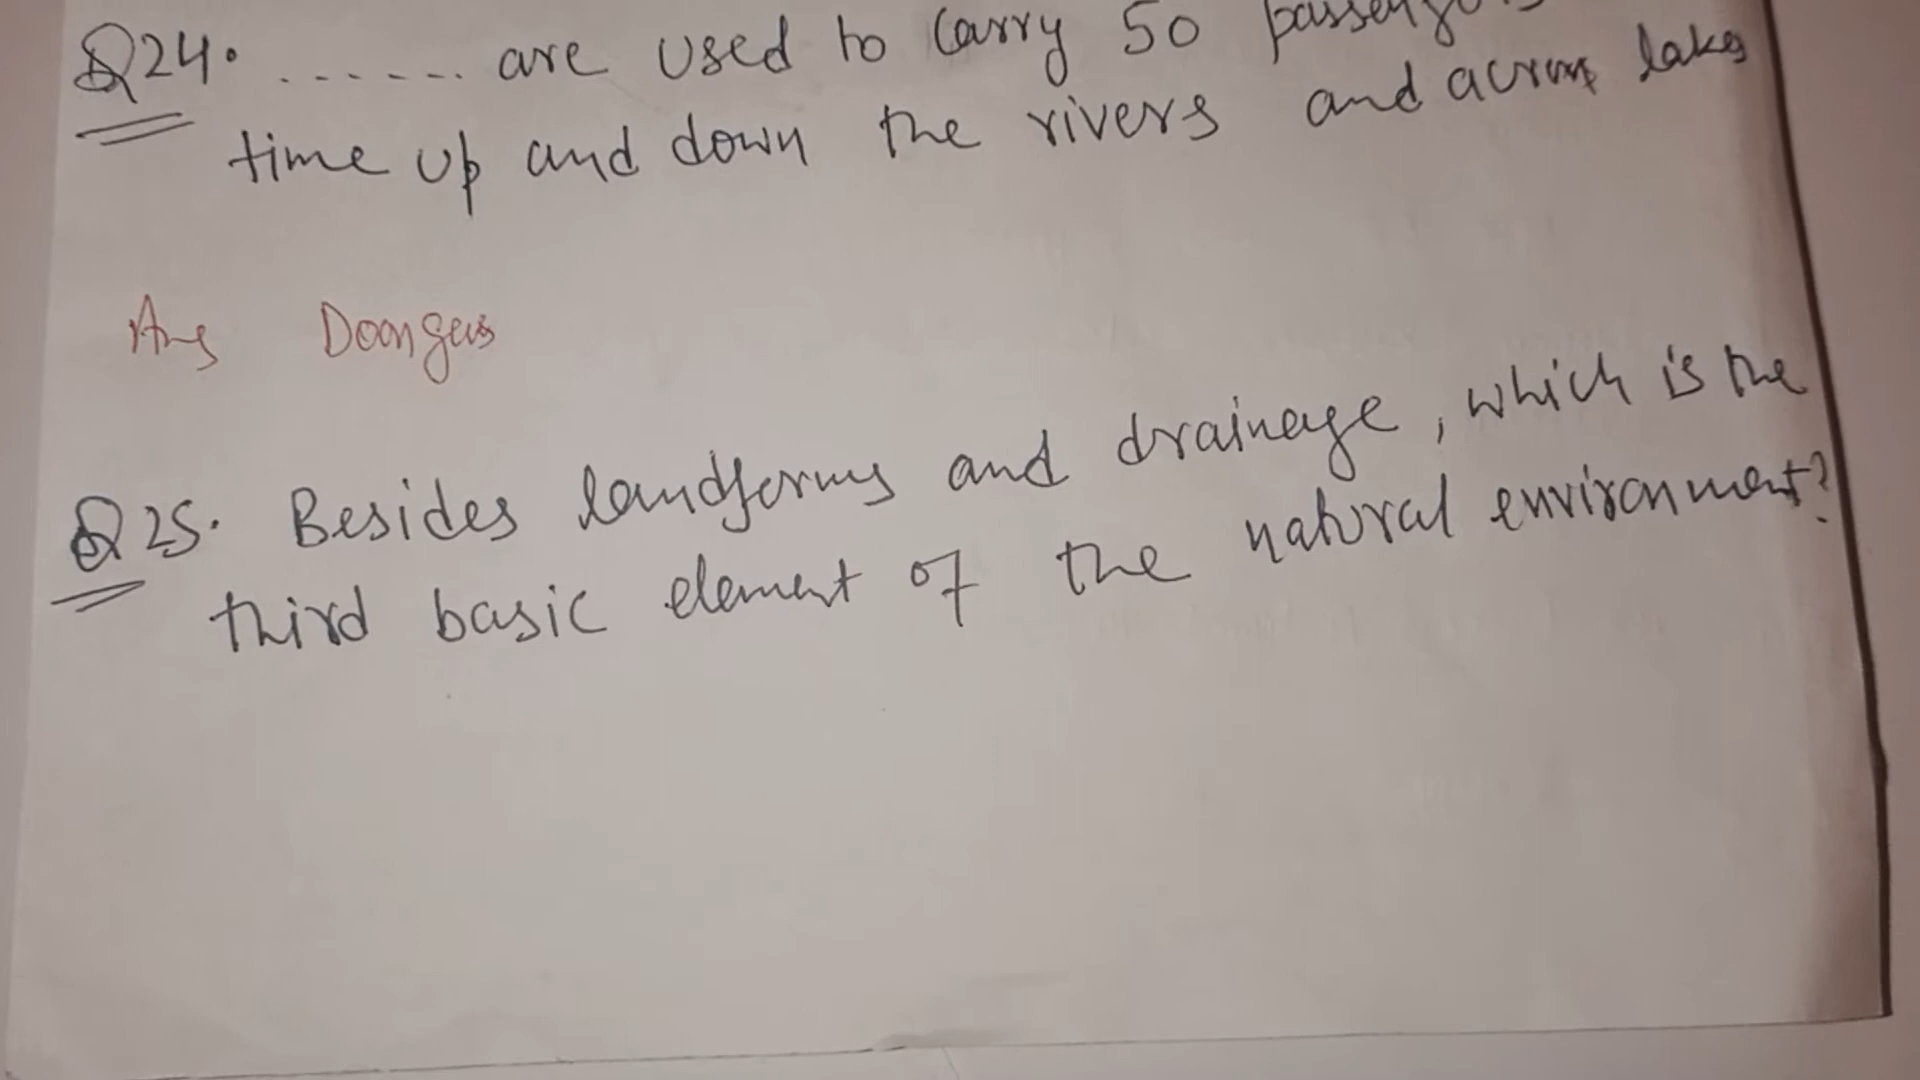 Q24. ....... are used to carry 50 passengers
time up and down the rivers and across lakes
Ans Doongas
Q25. Besides landforms and drainage, which is the
third basic element of the natural environment?